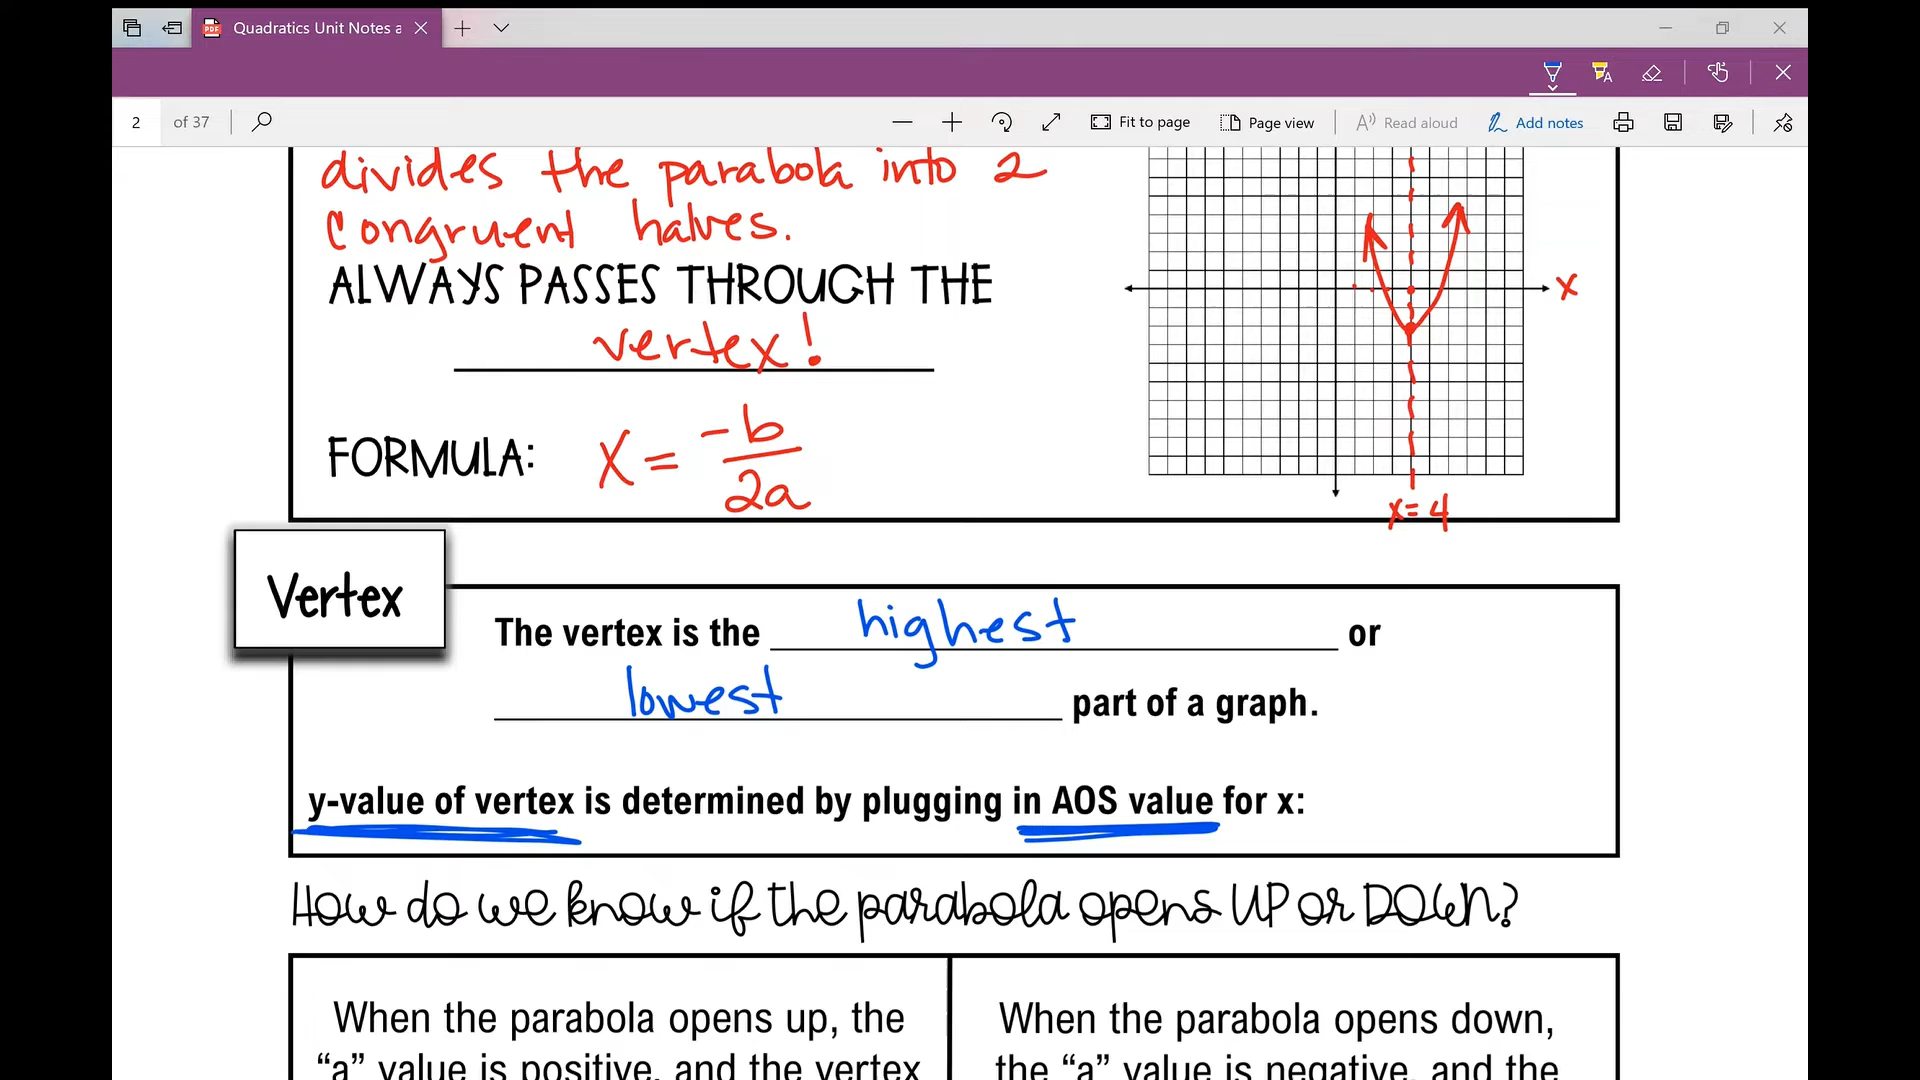 Quadratics Unit Notes a
2 of 37
Fit to page
Page view
Read aloud
Add notes
divides the parabola into 2
congruent halves.
ALWAYS PASSES THROUGH THE
vertex!
FORMULA: x = -b/2a
x
x=4
Vertex
The vertex is the highest or
lowest part of a graph.
y-value of vertex is determined by plugging in AOS value for x:
How do we know if the parabola opens UP or DOWN?
When the parabola opens up, the
“a” value is positive, and the vertex
When the parabola opens down,
the “a” value is negative, and the